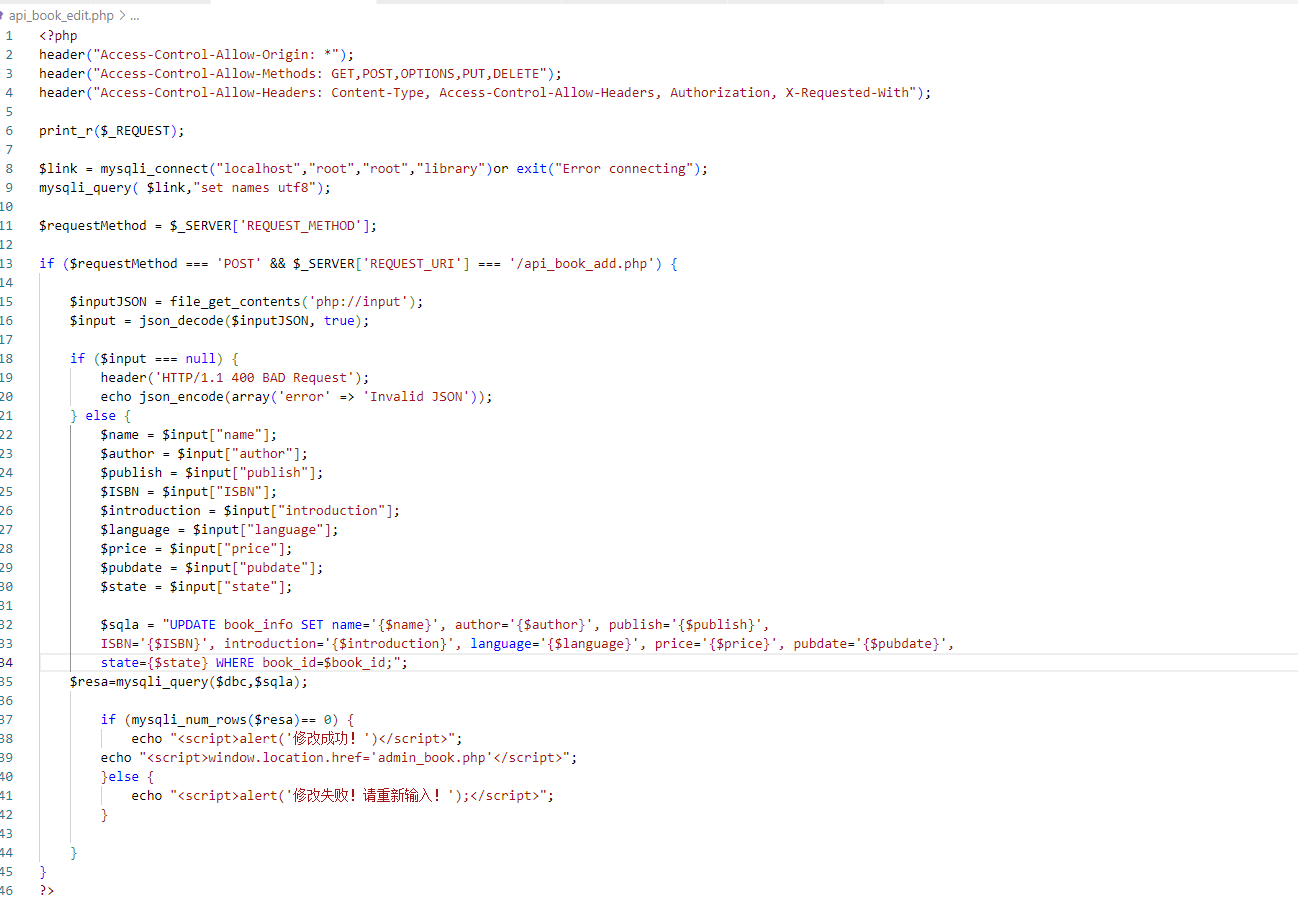 api_book_edit.php > ...
1 <?php
2 header("Access-Control-Allow-Origin: *");
3 header("Access-Control-Allow-Methods: GET,POST,OPTIONS,PUT,DELETE");
4 header("Access-Control-Allow-Headers: Content-Type, Access-Control-Allow-Headers, Authorization, X-Requested-With");
5
6 print_r($_REQUEST);
7
8 $link = mysqli_connect("localhost","root","root","library")or exit("Error connecting");
9 mysqli_query( $link,"set names utf8");
10
11 $requestMethod = $_SERVER['REQUEST_METHOD'];
12
13 if ($requestMethod === 'POST' && $_SERVER['REQUEST_URI'] === '/api_book_add.php') {
14
15 $inputJSON = file_get_contents('php://input');
16 $input = json_decode($inputJSON, true);
17
18 if ($input === null) {
19 header('HTTP/1.1 400 BAD Request');
20 echo json_encode(array('error' => 'Invalid JSON'));
21 } else {
22 $name = $input["name"];
23 $author = $input["author"];
24 $publish = $input["publish"];
25 $ISBN = $input["ISBN"];
26 $introduction = $input["introduction"];
27 $language = $input["language"];
28 $price = $input["price"];
29 $pubdate = $input["pubdate"];
30 $state = $input["state"];
31
32 $sqla = "UPDATE book_info SET name='{$name}', author='{$author}', publish='{$publish}',
33 ISBN='{$ISBN}', introduction='{$introduction}', language='{$language}', price='{$price}', pubdate='{$pubdate}',
34 state={$state} WHERE book_id=$book_id;";
35 $resa=mysqli_query($dbc,$sqla);
36
37 if (mysqli_num_rows($resa)== 0) {
38 echo "<script>alert('修改成功！')</script>";
39 echo "<script>window.location.href='admin_book.php'</script>";
40 }else {
41 echo "<script>alert('修改失败！请重新输入！');</script>";
42 }
43
44 }
45 }
46 ?>